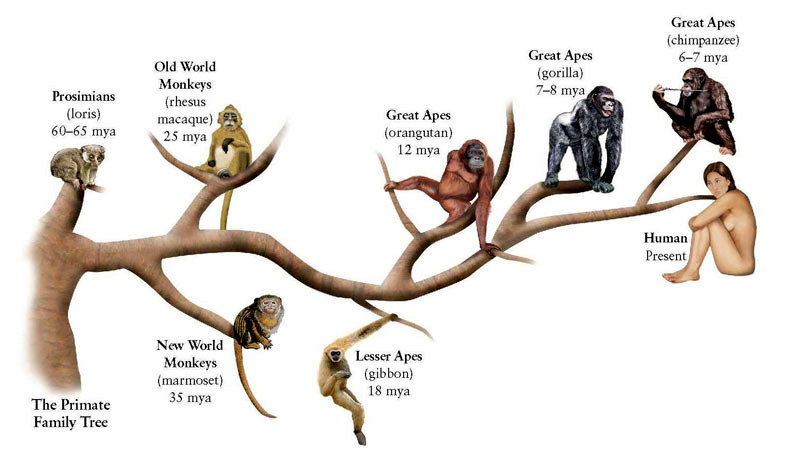 Prosimians
(loris)
60–65 mya
Old World
Monkeys
(rhesus
macaque)
25 mya
Great Apes
(orangutan)
12 mya
Great Apes
(gorilla)
7–8 mya
Great Apes
(chimpanzee)
6–7 mya
Human
Present
New World
Monkeys
(marmoset)
35 mya
Lesser Apes
(gibbon)
18 mya
The Primate
Family Tree